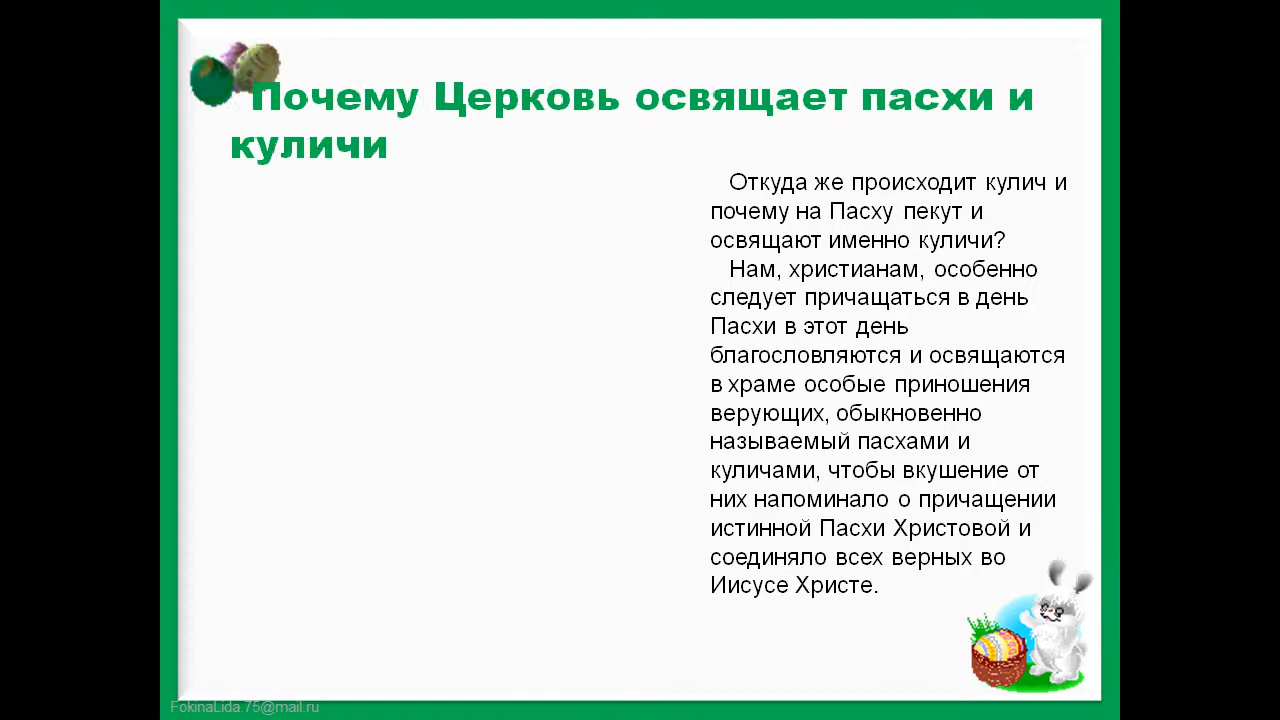 Почему Церковь освящает пасхи и
куличи
Откуда же происходит кулич и
почему на Пасху пекут и
освящают именно куличи?
Нам, христианам, особенно
следует причащаться в день
Пасхи в этот день
благословляются и освящаются
в храме особые приношения
верующих, обыкновенно
называемый пасхами и
куличами, чтобы вкушение от
них напоминало о причащении
истинной Пасхи Христовой и
соединяло всех верных во
Иисусе Христе.
FokinaLida.75@mail.ru